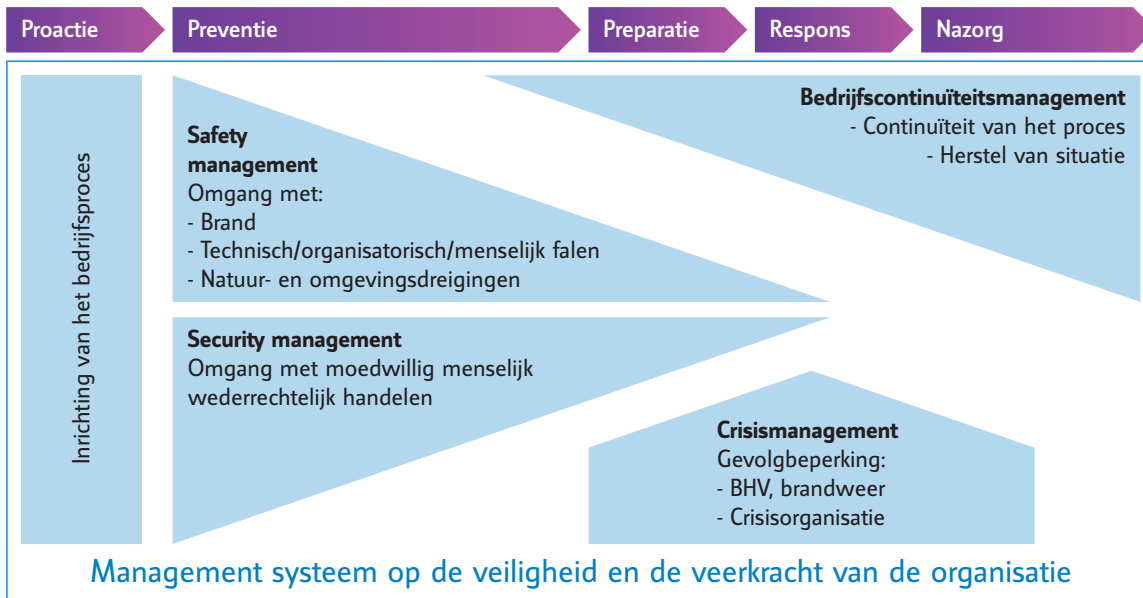 Proactie
Preventie
Preparatie
Respons
Nazorg
Inrichting van het bedrijfsproces
Safety
management
Omgang met:
- Brand
- Technisch/organisatorisch/menselijk falen
- Natuur- en omgevingsdreigingen
Bedrijfscontinuïteitsmanagement
- Continuïteit van het proces
- Herstel van situatie
Security management
Omgang met moedwillig menselijk
wederrechtelijk handelen
Crisismanagement
Gevolgbeperking:
- BHV, brandweer
- Crisisorganisatie
Management systeem op de veiligheid en de veerkracht van de organisatie